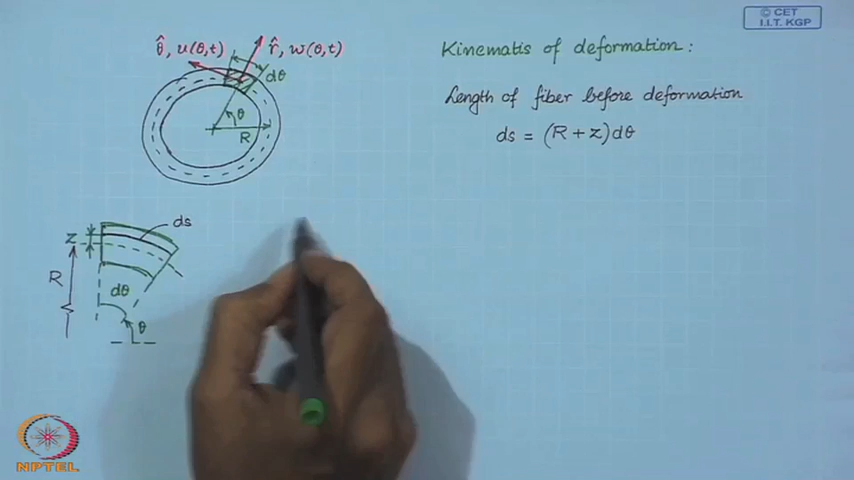 © CET
I.I.T. KGP
θ̂, u(θ,t)
r̂, w(θ,t)
dθ
θ
R
Kinematis of deformation:
Length of fiber before deformation
ds = (R + z)dθ
ds
z
R
dθ
θ
NPTEL